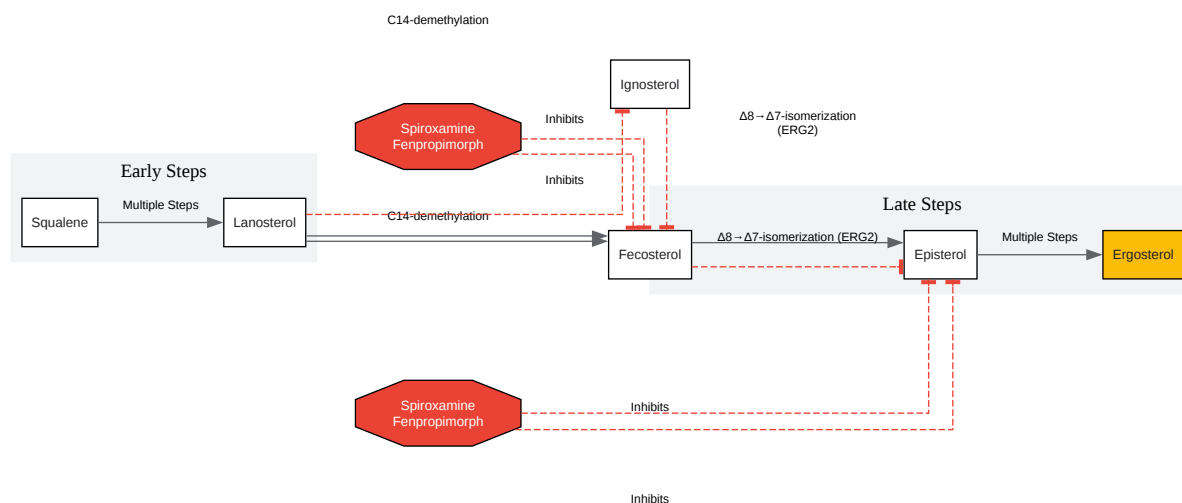 C14-demethylation
Ignosterol
Inhibits
Δ8→Δ7-isomerization
(ERG2)
Spiroxamine
Fenpropimorph
Early Steps
Inhibits
Multiple Steps
Squalene
Lanosterol
C14-demethylation
Late Steps
Fecosterol
Δ8→Δ7-isomerization (ERG2)
Episterol
Multiple Steps
Ergosterol
Spiroxamine
Fenpropimorph
Inhibits
Inhibits